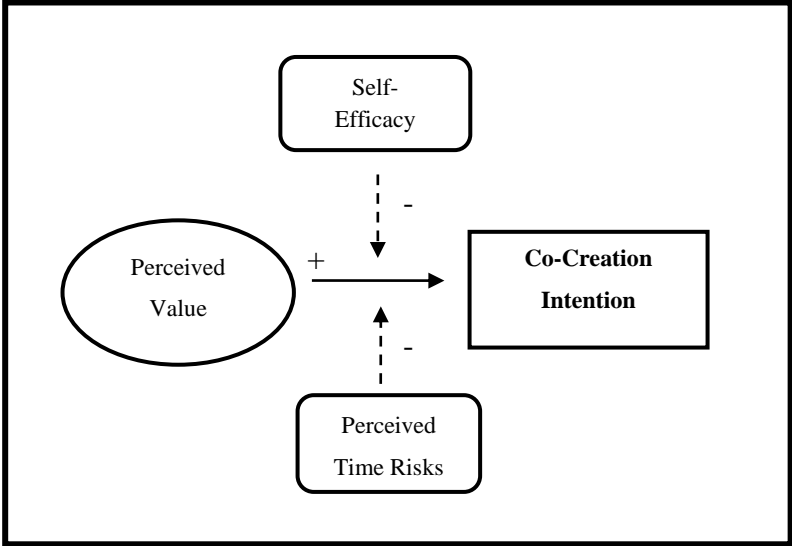 Self-
Efficacy
-
+
Perceived
Value
Co-Creation
Intention
-
Perceived
Time Risks